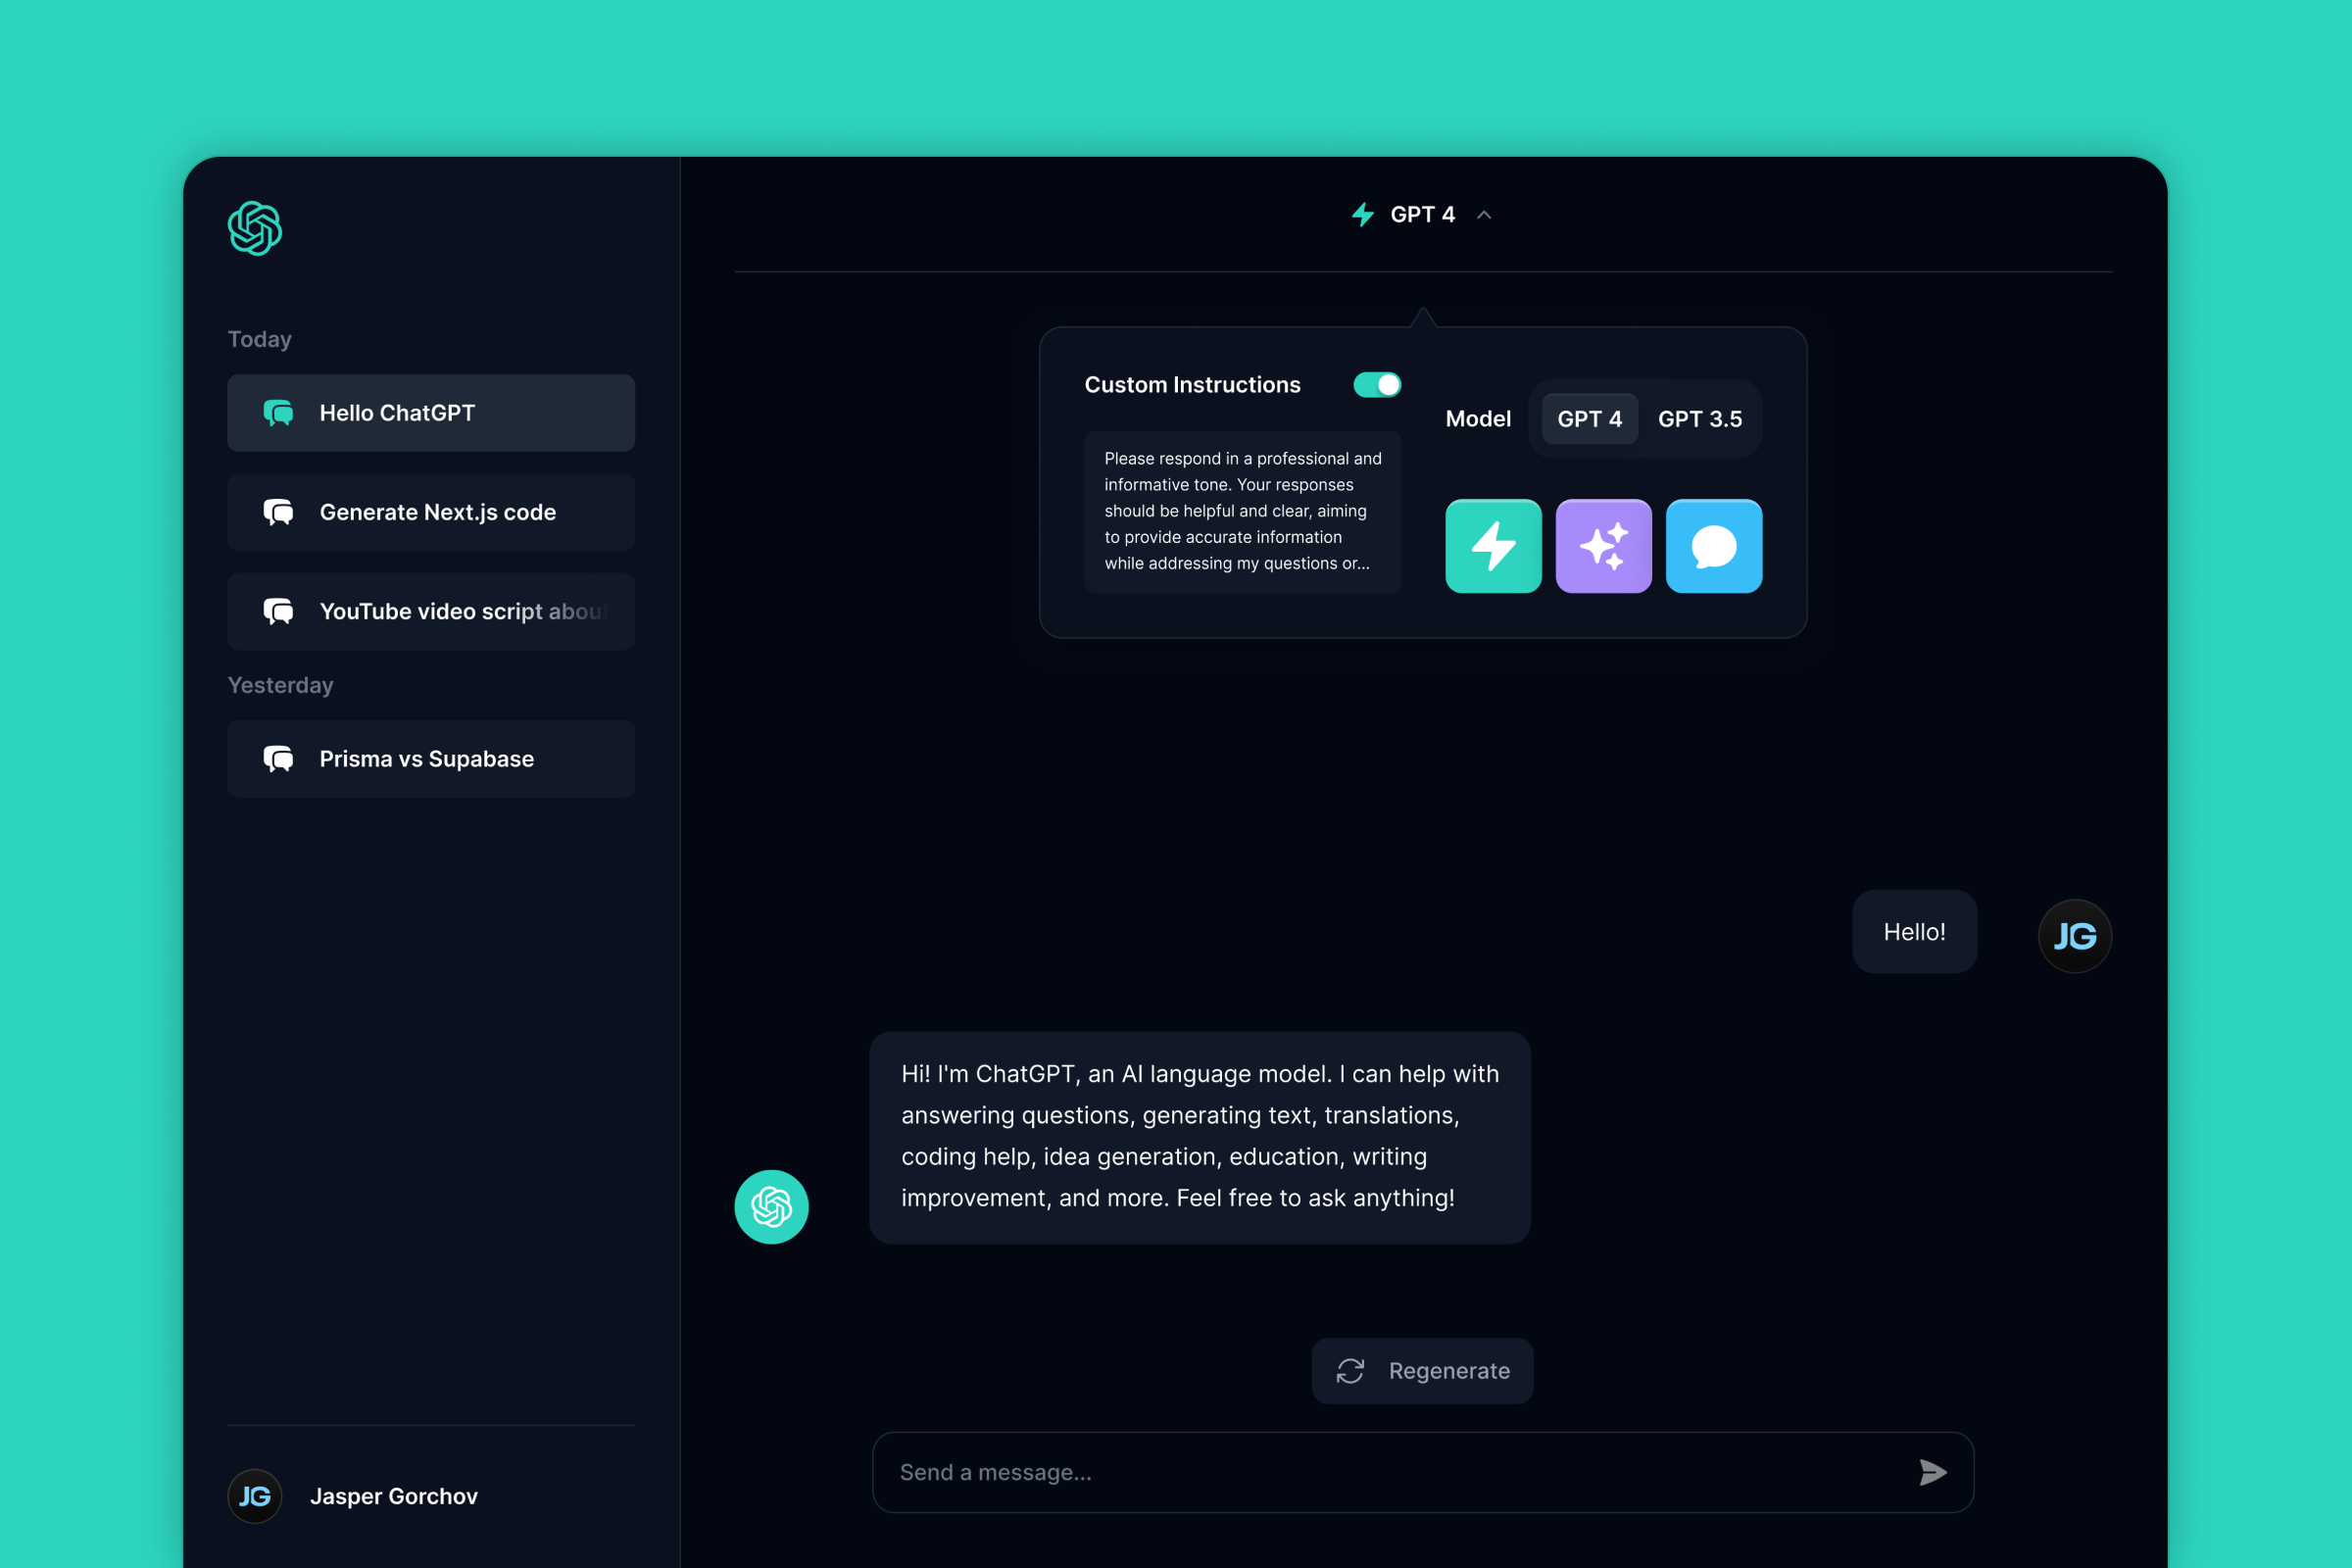 Today
Hello ChatGPT
Generate Next.js code
YouTube video script about
Yesterday
Prisma vs Supabase
JG
Jasper Gorchov
GPT 4
Custom Instructions
Please respond in a professional and
informative tone. Your responses
should be helpful and clear, aiming
to provide accurate information
while addressing my questions or...
Model
GPT 4
GPT 3.5
Hello!
JG
Hi! I'm ChatGPT, an AI language model. I can help with
answering questions, generating text, translations,
coding help, idea generation, education, writing
improvement, and more. Feel free to ask anything!
Regenerate
Send a message...